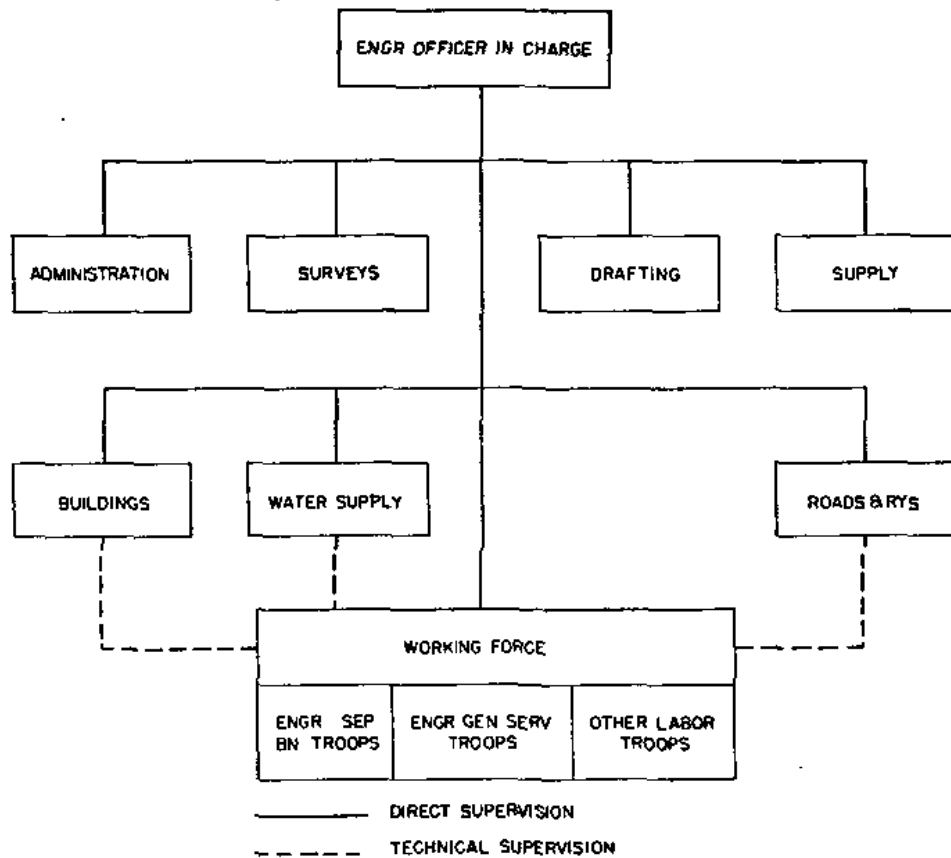 ENGR OFFICER IN CHARGE
ADMINISTRATION
SURVEYS
DRAFTING
SUPPLY
BUILDINGS
WATER SUPPLY
ROADS & RYS
WORKING FORCE
ENGR SEP
BN TROOPS
ENGR GEN SERV
TROOPS
OTHER LABOR
TROOPS
DIRECT SUPERVISION
TECHNICAL SUPERVISION